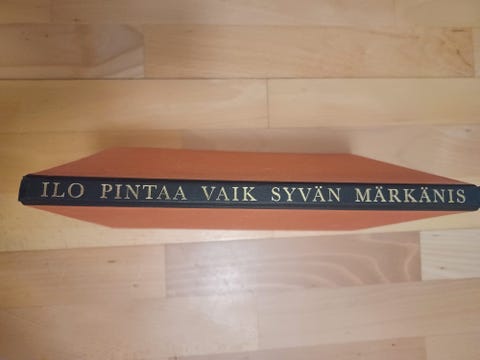 ILO PINTAA VAIK SYVÄN MÄRKÄNIS